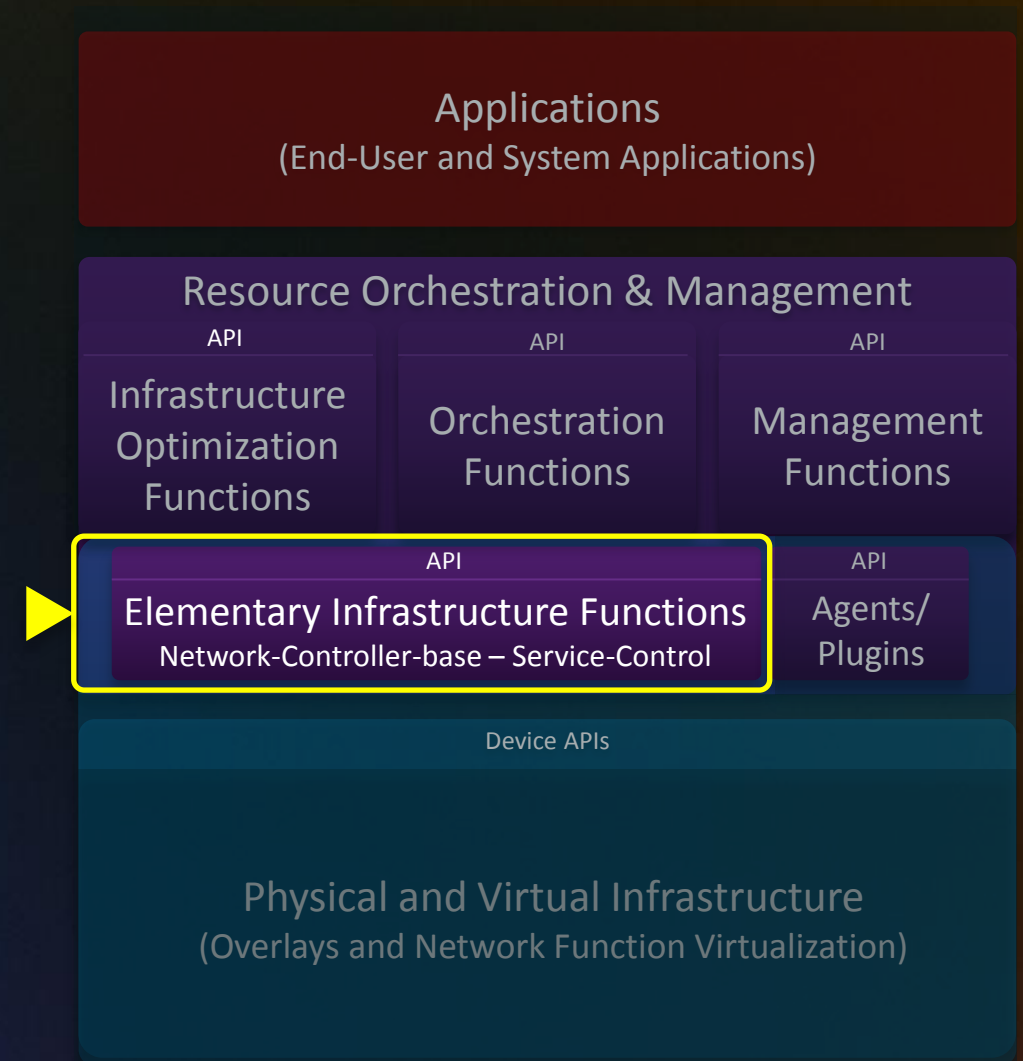 Applications
(End-User and System Applications)
Resource Orchestration & Management
API
Infrastructure
Optimization
Functions
API
Orchestration
Functions
API
Management
Functions
API
Elementary Infrastructure Functions
Network-Controller-base – Service-Control
API
Agents/
Plugins
Device APIs
Physical and Virtual Infrastructure
(Overlays and Network Function Virtualization)